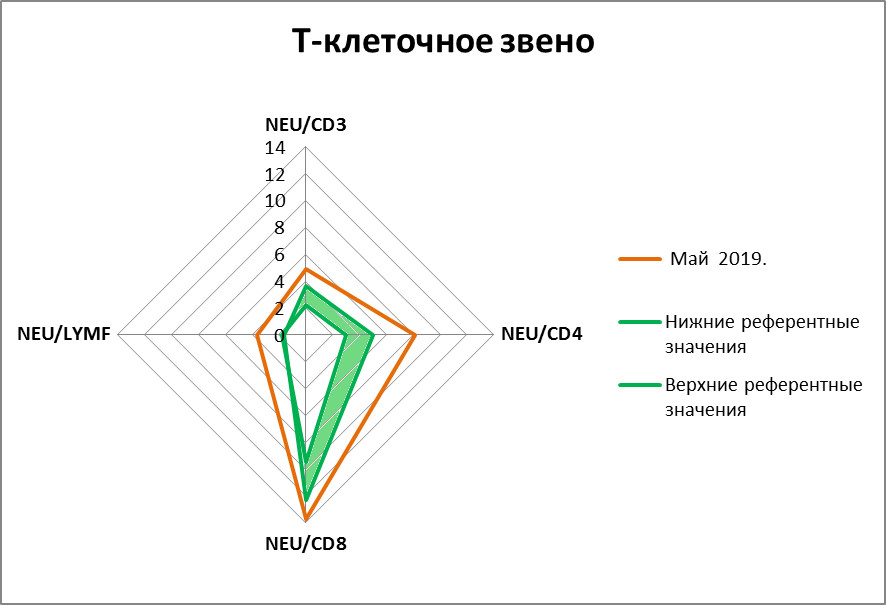 Т-клеточное звено
NEU/CD3
14
12
10
8
6
4
2
0
NEU/LYMF
NEU/CD4
NEU/CD8
Май 2019.
Нижние референтные
значения
Верхние референтные
значения